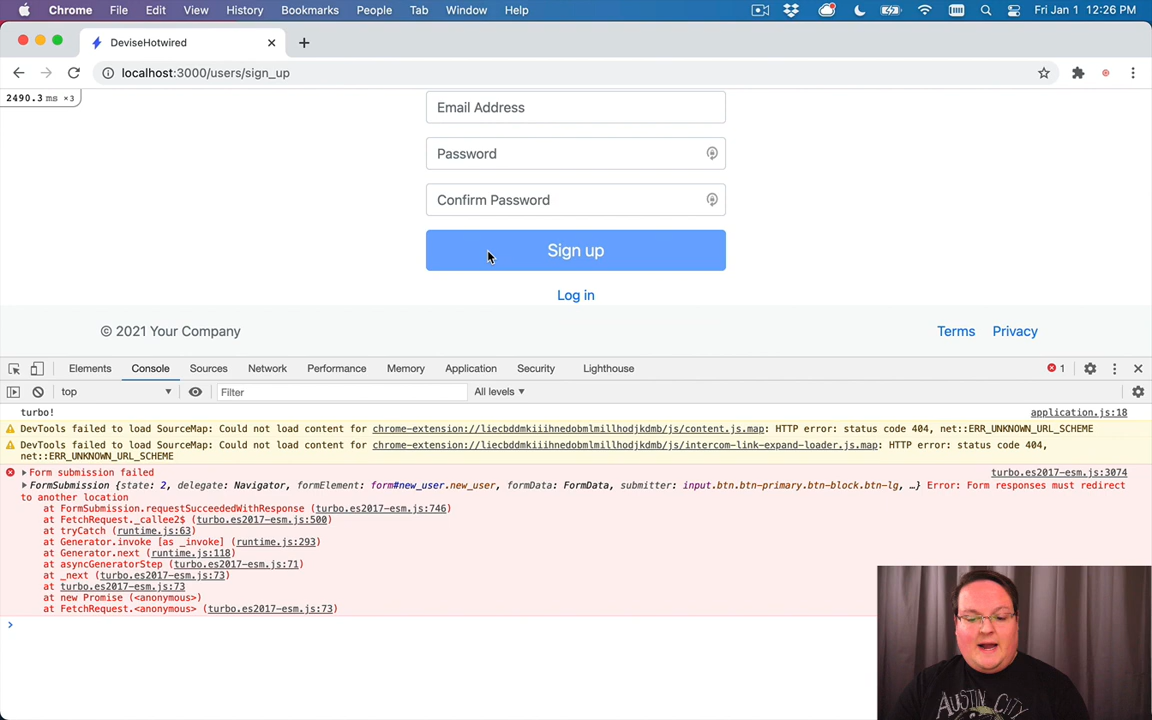 Chrome File Edit View History Bookmarks People Tab Window Help Fri Jan 1 12:26 PM
DeviseHotwired
localhost:3000/users/sign_up
2490.3 ms ×3
Email Address
Password
Confirm Password
Sign up
Log in
© 2021 Your Company Terms Privacy
Elements Console Sources Network Performance Memory Application Security Lighthouse 1
top Filter All levels
turbo! application.js:18
DevTools failed to load SourceMap: Could not load content for chrome-extension://liecbddmkiiihnedobmlmillhodjkdmb/js/content.js.map: HTTP error: status code 404, net::ERR_UNKNOWN_URL_SCHEME
DevTools failed to load SourceMap: Could not load content for chrome-extension://liecbddmkiiihnedobmlmillhodjkdmb/js/intercom-link-expand-loader.js.map: HTTP error: status code 404,
net::ERR_UNKNOWN_URL_SCHEME
Form submission failed turbo.es2017-esm.js:3074
FormSubmission {state: 2, delegate: Navigator, formElement: form#new_user.new_user, formData: FormData, submitter: input.btn.btn-primary.btn-block.btn-lg, …} Error: Form responses must redirect
to another location
at FormSubmission.requestSucceededWithResponse (turbo.es2017-esm.js:746)
at FetchRequest._callee2$ (turbo.es2017-esm.js:500)
at tryCatch (runtime.js:63)
at Generator.invoke [as _invoke] (runtime.js:293)
at Generator.next (runtime.js:118)
at asyncGeneratorStep (turbo.es2017-esm.js:71)
at _next (turbo.es2017-esm.js:73)
at turbo.es2017-esm.js:73
at new Promise (<anonymous>)
at FetchRequest.<anonymous> (turbo.es2017-esm.js:73)
AUSTIN CITY